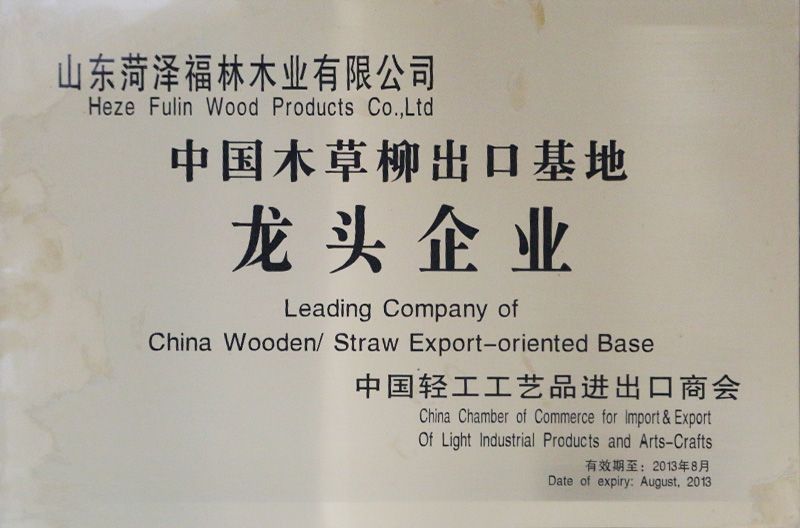 山东菏泽福林木业有限公司
Heze Fulin Wood Products Co.,Ltd
中国木草柳出口基地
龙头企业
Leading Company of
China Wooden/ Straw Export-oriented Base
中国轻工工艺品进出口商会
China Chamber of Commerce for Import & Export
Of Light Industrial Products and Arts-Crafts
有效期至：2013年8月
Date of expiry: August, 2013